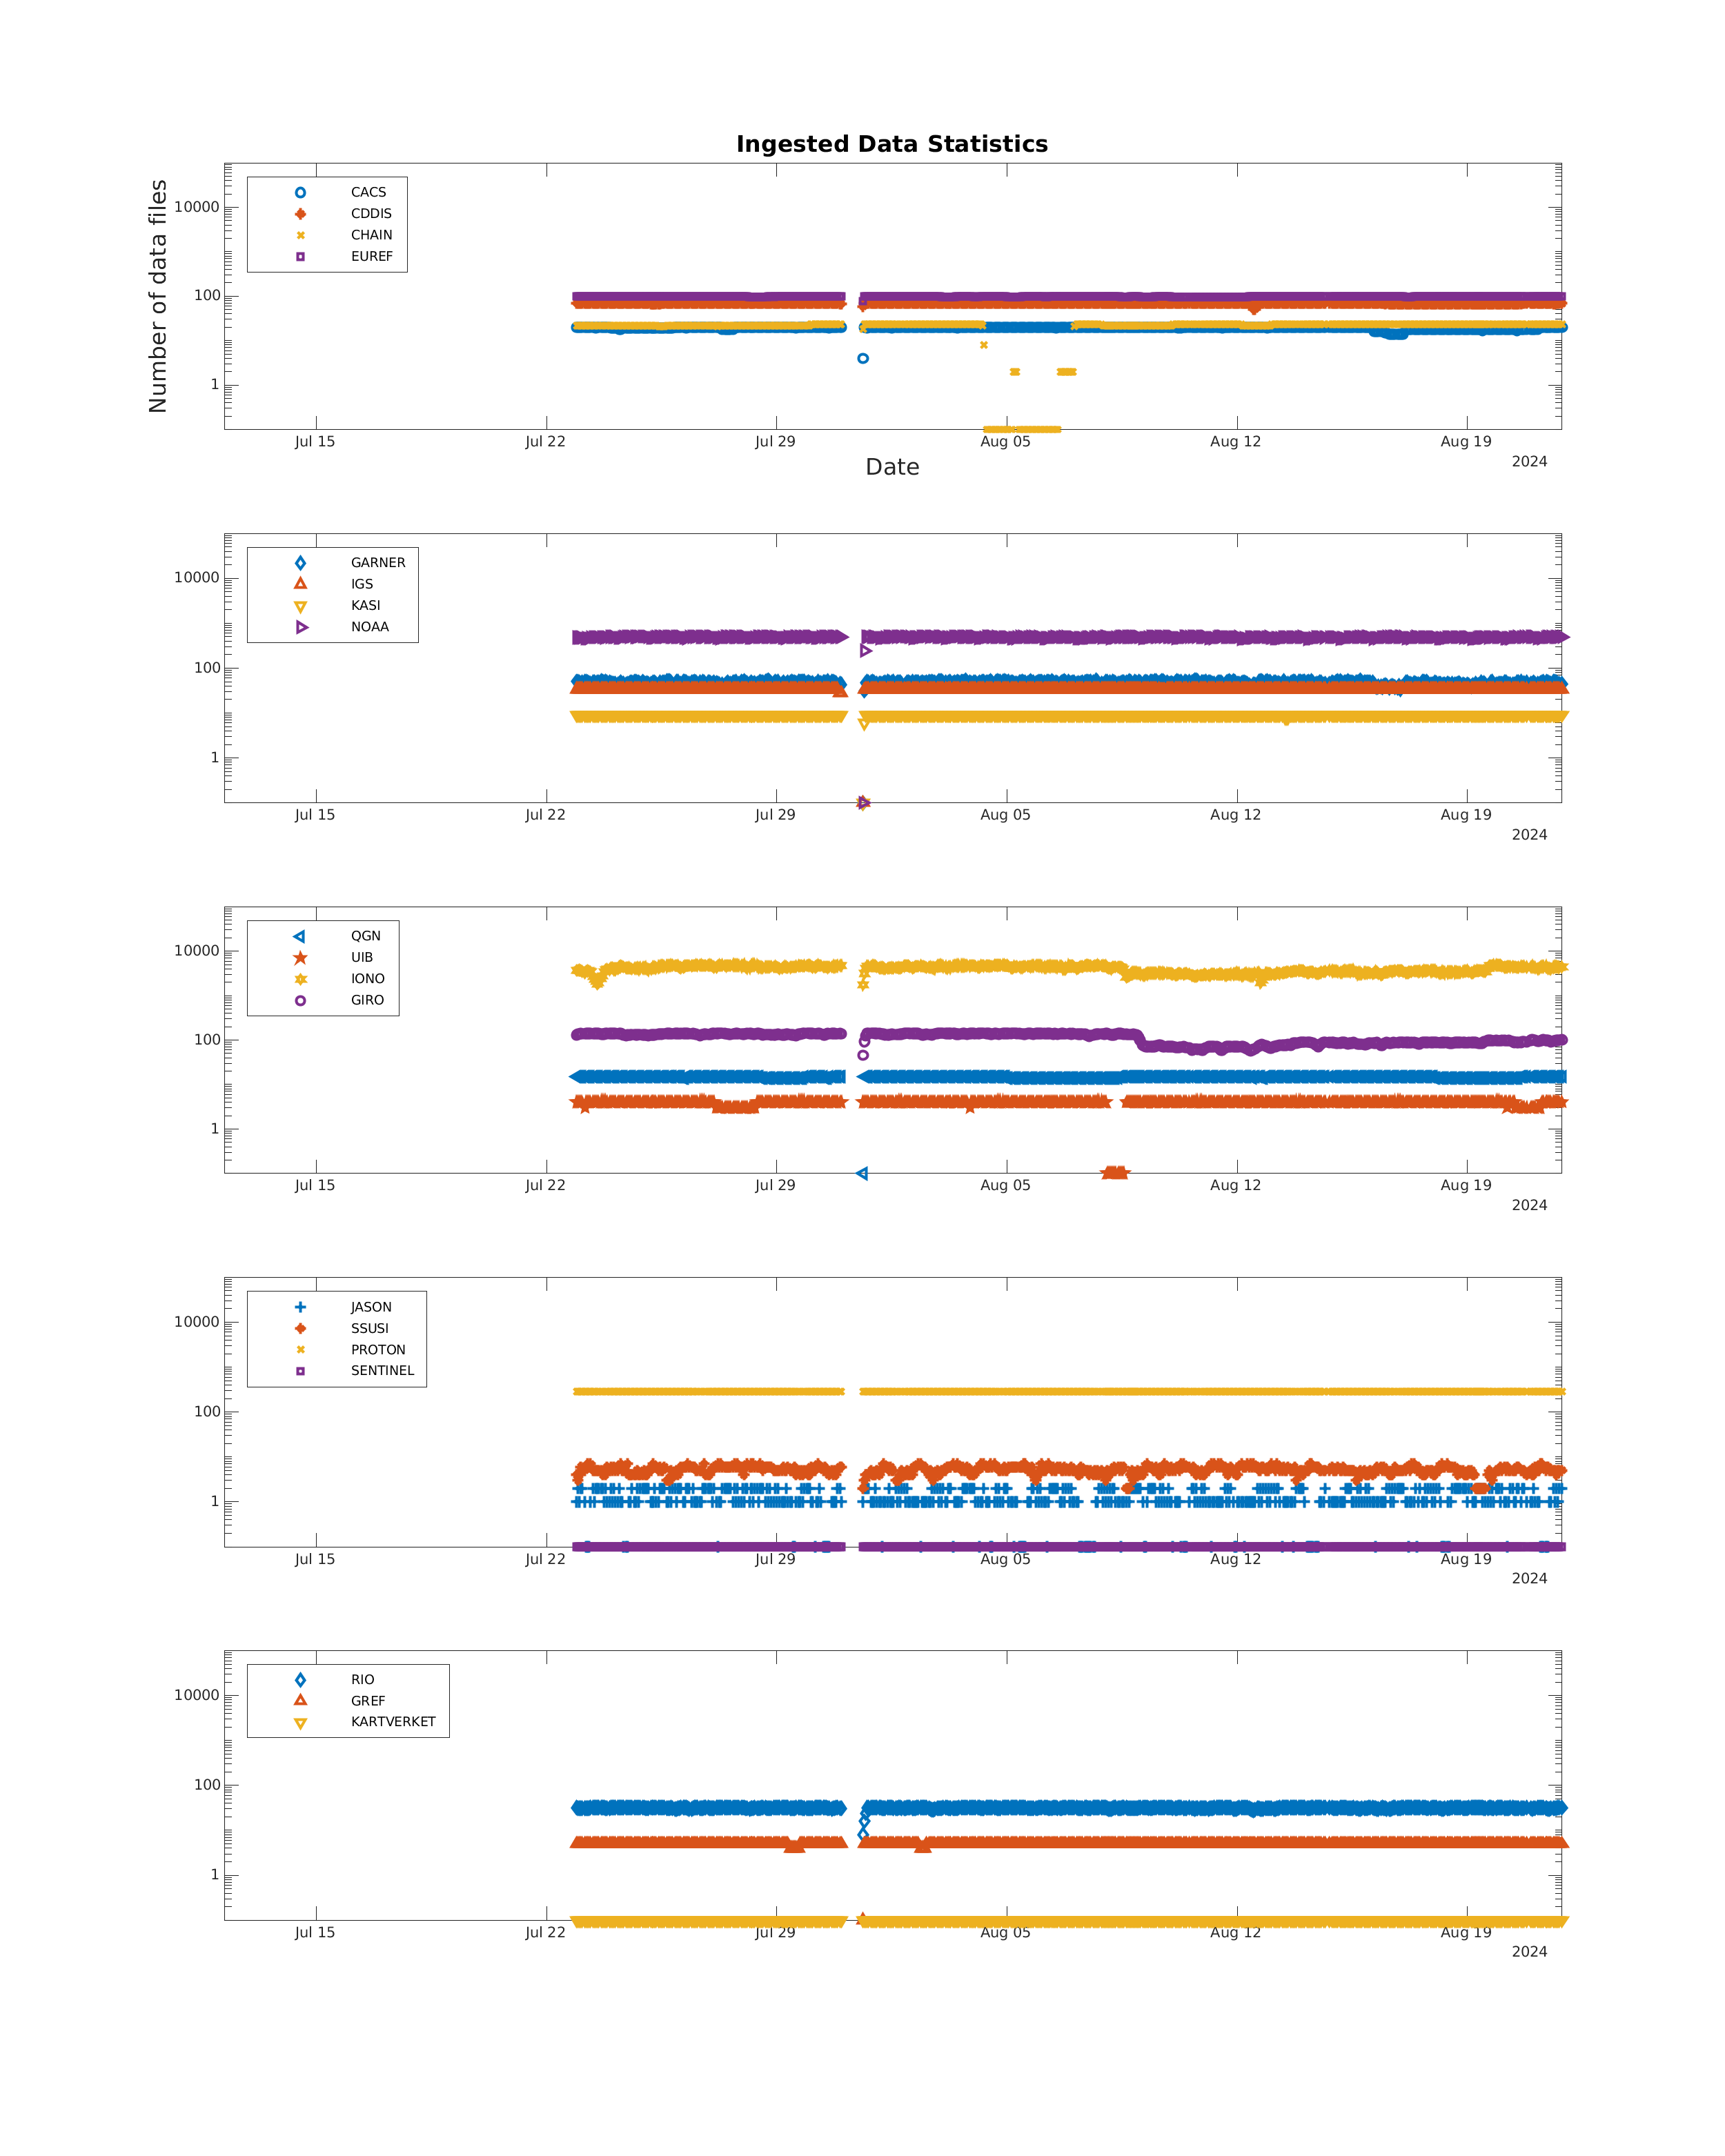 Ingested Data Statistics
Number of data files
10000
100
1
CACS
CDDIS
CHAIN
EUREF
Jul 15
Jul 22
Jul 29
Aug 05
Aug 12
Aug 19
2024
Date
10000
100
1
GARNER
IGS
KASI
NOAA
Jul 15
Jul 22
Jul 29
Aug 05
Aug 12
Aug 19
2024
10000
100
1
QGN
UIB
IONO
GIRO
Jul 15
Jul 22
Jul 29
Aug 05
Aug 12
Aug 19
2024
10000
100
1
JASON
SSUSI
PROTON
SENTINEL
Jul 15
Jul 22
Jul 29
Aug 05
Aug 12
Aug 19
2024
10000
100
1
RIO
GREF
KARTVERKET
Jul 15
Jul 22
Jul 29
Aug 05
Aug 12
Aug 19
2024